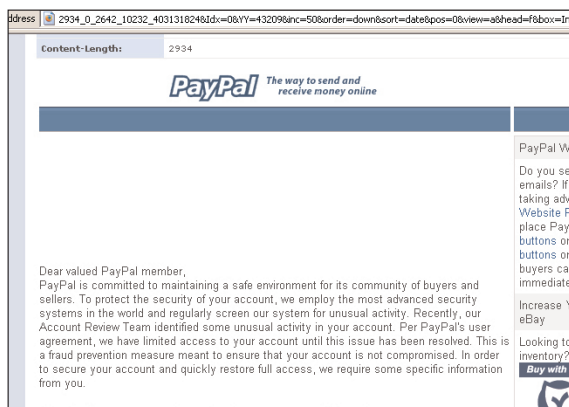 ddress 2934_0_2642_10232_403131824&Idx=0&YY=43209&inc=50&order=down&sort=date&pos=0&view=a&head=f&box=In
Content-Length: 2934
PayPal The way to send and
receive money online
Dear valued PayPal member,
PayPal is committed to maintaining a safe environment for its community of buyers and
sellers. To protect the security of your account, we employ the most advanced security
systems in the world and regularly screen our system for unusual activity. Recently, our
Account Review Team identified some unusual activity in your account. Per PayPal's user
agreement, we have limited access to your account until this issue has been resolved. This is
a fraud prevention measure meant to ensure that your account is not compromised. In order
to secure your account and quickly restore full access, we require some specific information
from you.
PayPal W
Do you se
emails? If
taking adv
Website P
place Pay
buttons or
buttons or
buyers ca
immediate
Increase Y
eBay
Looking to
inventory?
Buy with